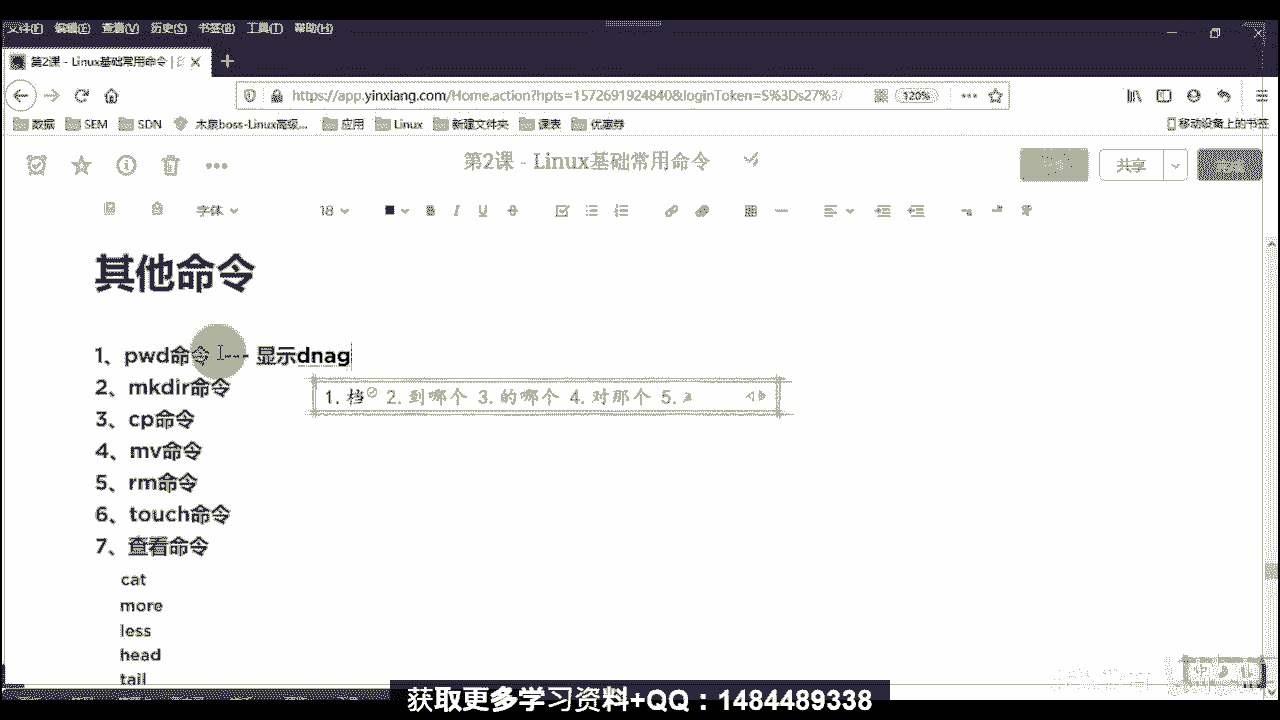 文件(F) 编辑(E) 查看(V) 历史(S) 书签(B) 工具(T) 帮助(H)
第2课 - Linux基础常用命令 |
https://app.yinxiang.com/Home.action?hpts=1572691924840&loginToken=S%3Ds27%3 120%
数据 SEM SDN 木泉boss-Linux高级... 应用 Linux 新建文件夹 课表 优惠券 移动设备上的书签
第2课 - Linux基础常用命令 共享
字体 18 B I U
其他命令
1、pwd命令 --- 显示dnag
2、mkdir命令
1.档 2.到哪个 3.的哪个 4.对那个 5.
3、cp命令
4、mv命令
5、rm命令
6、touch命令
7、查看命令
cat
more
less
head
tail
获取更多学习资料+QQ：1484489338